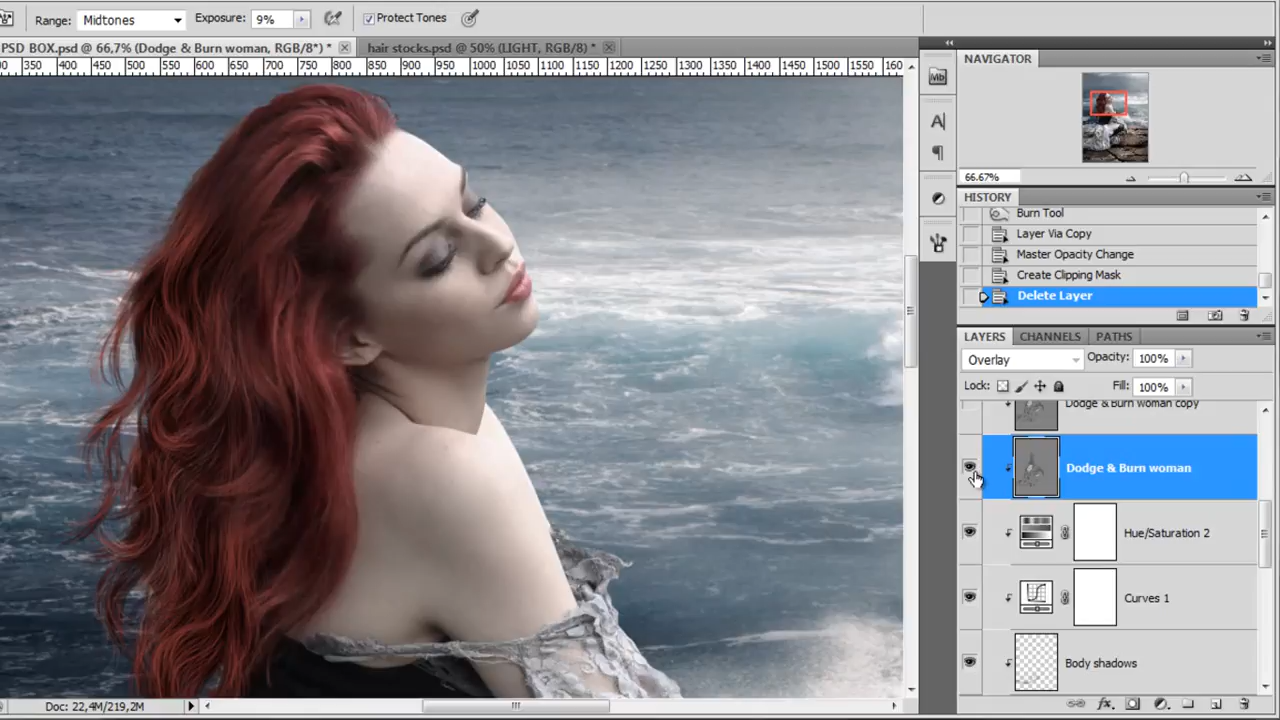 Range: Midtones Exposure: 9% Protect Tones
PSD BOX.psd @ 66,7% (Dodge & Burn woman, RGB/8*) * hair stocks.psd @ 50% (LIGHT, RGB/8) *
350 400 450 500 550 600 650 700 750 800 850 900 950 1000 1050 1100 1150 1200 1250 1300 1350 1400 1450 1500 1550 160
NAVIGATOR
Mb
A
66.67%
HISTORY
Burn Tool
Layer Via Copy
Master Opacity Change
Create Clipping Mask
Delete Layer
LAYERS CHANNELS PATHS
Overlay Opacity: 100%
Lock: Fill: 100%
Dodge & Burn woman copy
Dodge & Burn woman
Hue/Saturation 2
Curves 1
Body shadows
Doc: 22,4M/219,2M
fx